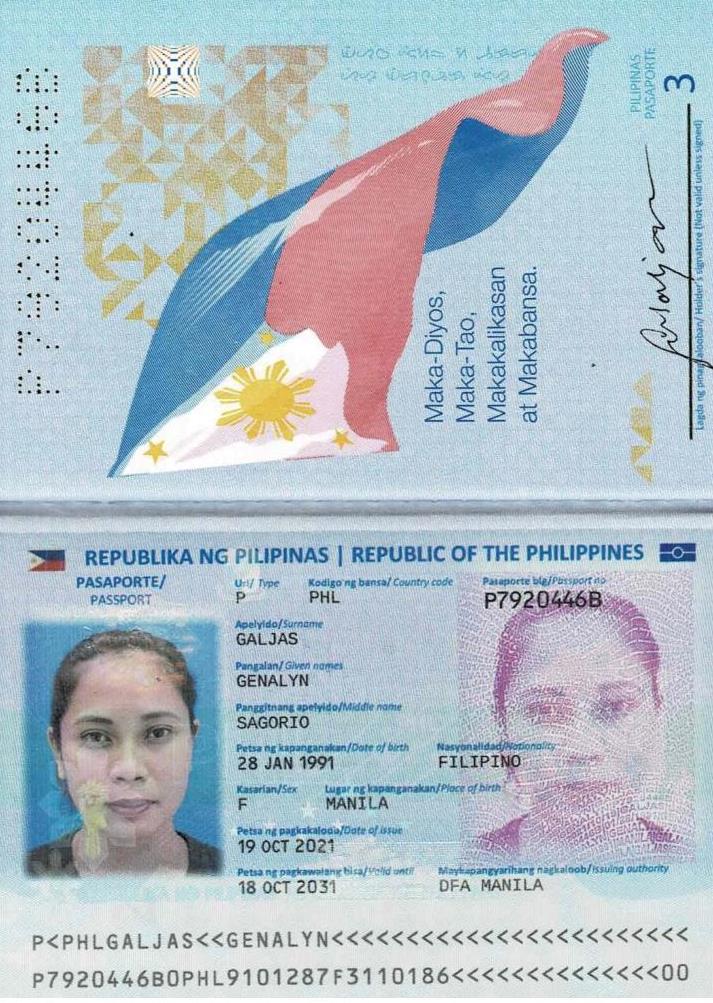 P7920446B
PILIPINAS
PASAPORTE
3
Maka-Diyos,
Maka-Tao,
Makakalikasan
at Makabansa.
Lagda ng pinagkalooban/ Holder's signature (Not valid unless signed)
REPUBLIKA NG PILIPINAS | REPUBLIC OF THE PHILIPPINES
PASAPORTE/
PASSPORT
Uri/ Type Kodigo ng bansa/ Country code Pasaporte blg/Passport no
P PHL P7920446B
Apelyido/Surname
GALJAS
Pangalan/ Given names
GENALYN
Panggitnang apelyido/Middle name
SAGORIO
Petsa ng kapanganakan/Date of birth Nasyonalidad/Nationality
28 JAN 1991 FILIPINO
Kasarian/Sex Lugar ng kapanganakan/Place of birth
F MANILA
Petsa ng pagkakaloob/Date of issue
19 OCT 2021
Petsa ng pagkawalang bisa/Valid until Maykapangyarihang nagkaloob/Issuing authority
18 OCT 2031 DFA MANILA
P<PHLGALJAS<<GENALYN<<<<<<<<<<<<<<<<<<<<<<<<
P7920446B0PHL9101287F3110186<<<<<<<<<<<<<<00